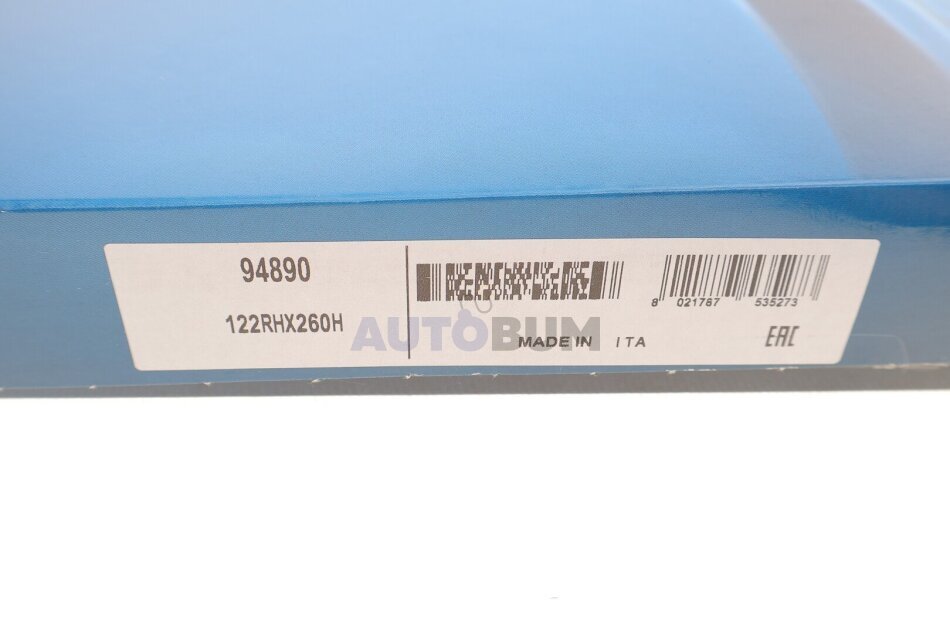 94890
122RHX260H
8 021787 535273
MADE IN ITA
EAC
AUTOBUM